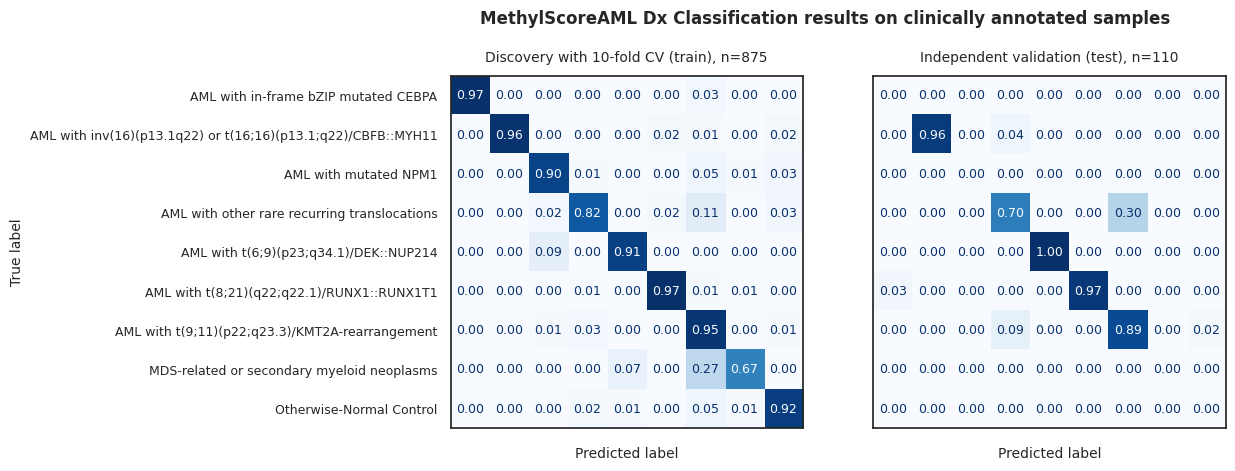 MethylScoreAML Dx Classification results on clinically annotated samples
Discovery with 10-fold CV (train), n=875
Independent validation (test), n=110
True label
AML with in-frame bZIP mutated CEBPA 0.97 0.00 0.00 0.00 0.00 0.00 0.03 0.00 0.00 0.00 0.00 0.00 0.00 0.00 0.00 0.00 0.00 0.00
AML with inv(16)(p13.1q22) or t(16;16)(p13.1;q22)/CBFB::MYH11 0.00 0.96 0.00 0.00 0.00 0.02 0.01 0.00 0.02 0.00 0.96 0.00 0.04 0.00 0.00 0.00 0.00 0.00
AML with mutated NPM1 0.00 0.00 0.90 0.01 0.00 0.00 0.05 0.01 0.03 0.00 0.00 0.00 0.00 0.00 0.00 0.00 0.00 0.00
AML with other rare recurring translocations 0.00 0.00 0.02 0.82 0.00 0.02 0.11 0.00 0.03 0.00 0.00 0.00 0.70 0.00 0.00 0.30 0.00 0.00
AML with t(6;9)(p23;q34.1)/DEK::NUP214 0.00 0.00 0.09 0.00 0.91 0.00 0.00 0.00 0.00 0.00 0.00 0.00 0.00 1.00 0.00 0.00 0.00 0.00
AML with t(8;21)(q22;q22.1)/RUNX1::RUNX1T1 0.00 0.00 0.00 0.01 0.00 0.97 0.01 0.01 0.00 0.03 0.00 0.00 0.00 0.00 0.97 0.00 0.00 0.00
AML with t(9;11)(p22;q23.3)/KMT2A-rearrangement 0.00 0.00 0.01 0.03 0.00 0.00 0.95 0.00 0.01 0.00 0.00 0.00 0.09 0.00 0.00 0.89 0.00 0.02
MDS-related or secondary myeloid neoplasms 0.00 0.00 0.00 0.00 0.07 0.00 0.27 0.67 0.00 0.00 0.00 0.00 0.00 0.00 0.00 0.00 0.00 0.00
Otherwise-Normal Control 0.00 0.00 0.00 0.02 0.01 0.00 0.05 0.01 0.92 0.00 0.00 0.00 0.00 0.00 0.00 0.00 0.00 0.00
Predicted label
Predicted label